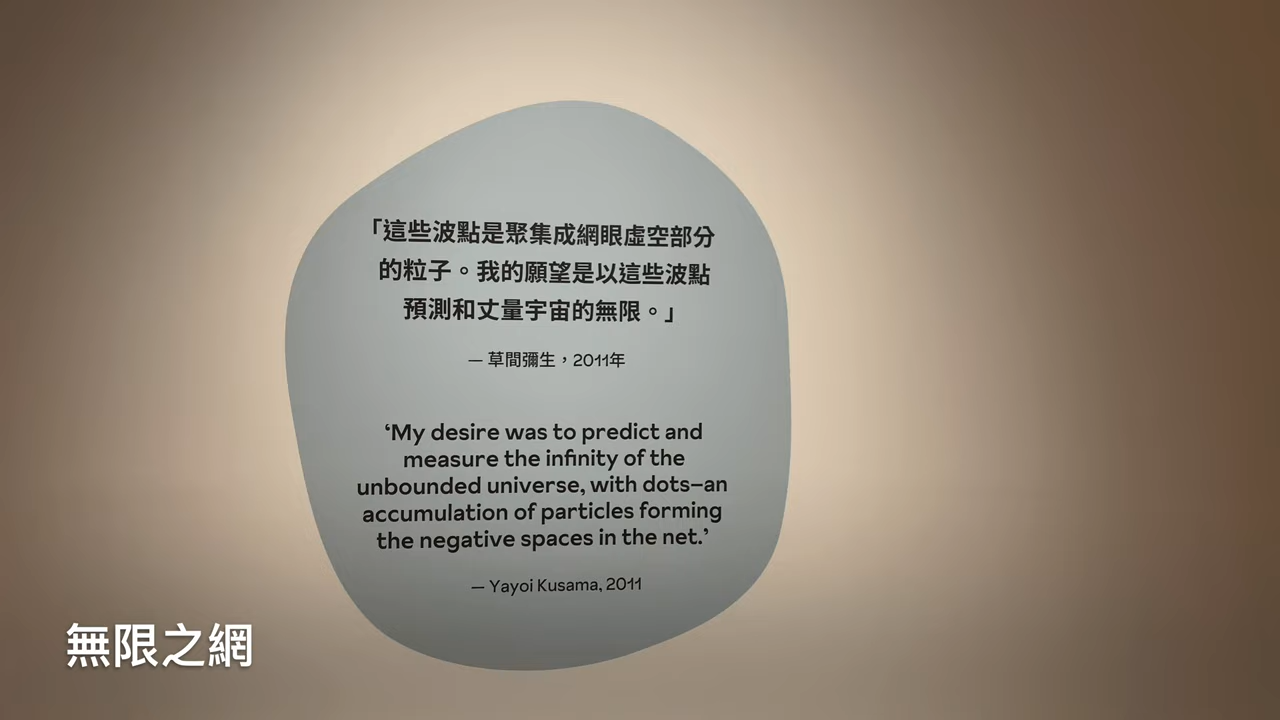 「這些波點是聚集成網眼虛空部分
的粒子。我的願望是以這些波點
預測和丈量宇宙的無限。」
— 草間彌生，2011年
‘My desire was to predict and
measure the infinity of the
unbounded universe, with dots–an
accumulation of particles forming
the negative spaces in the net.’
— Yayoi Kusama, 2011
無限之網